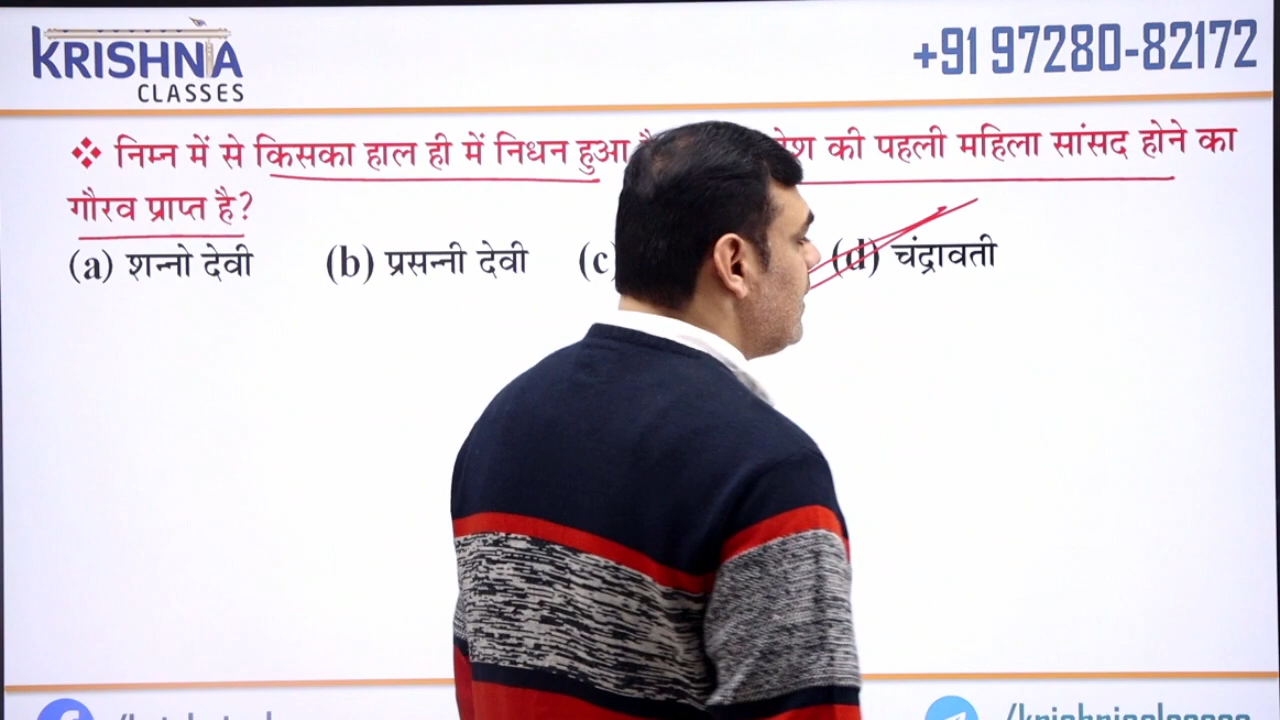 KRISHNA
CLASSES
+91 97280-82172
❖ निम्न में से किसका हाल ही में निधन हुआ की पहली महिला सांसद होने का
गौरव प्राप्त है?
(a) शन्नो देवी (b) प्रसन्नी देवी (c) (d) चंद्रावती